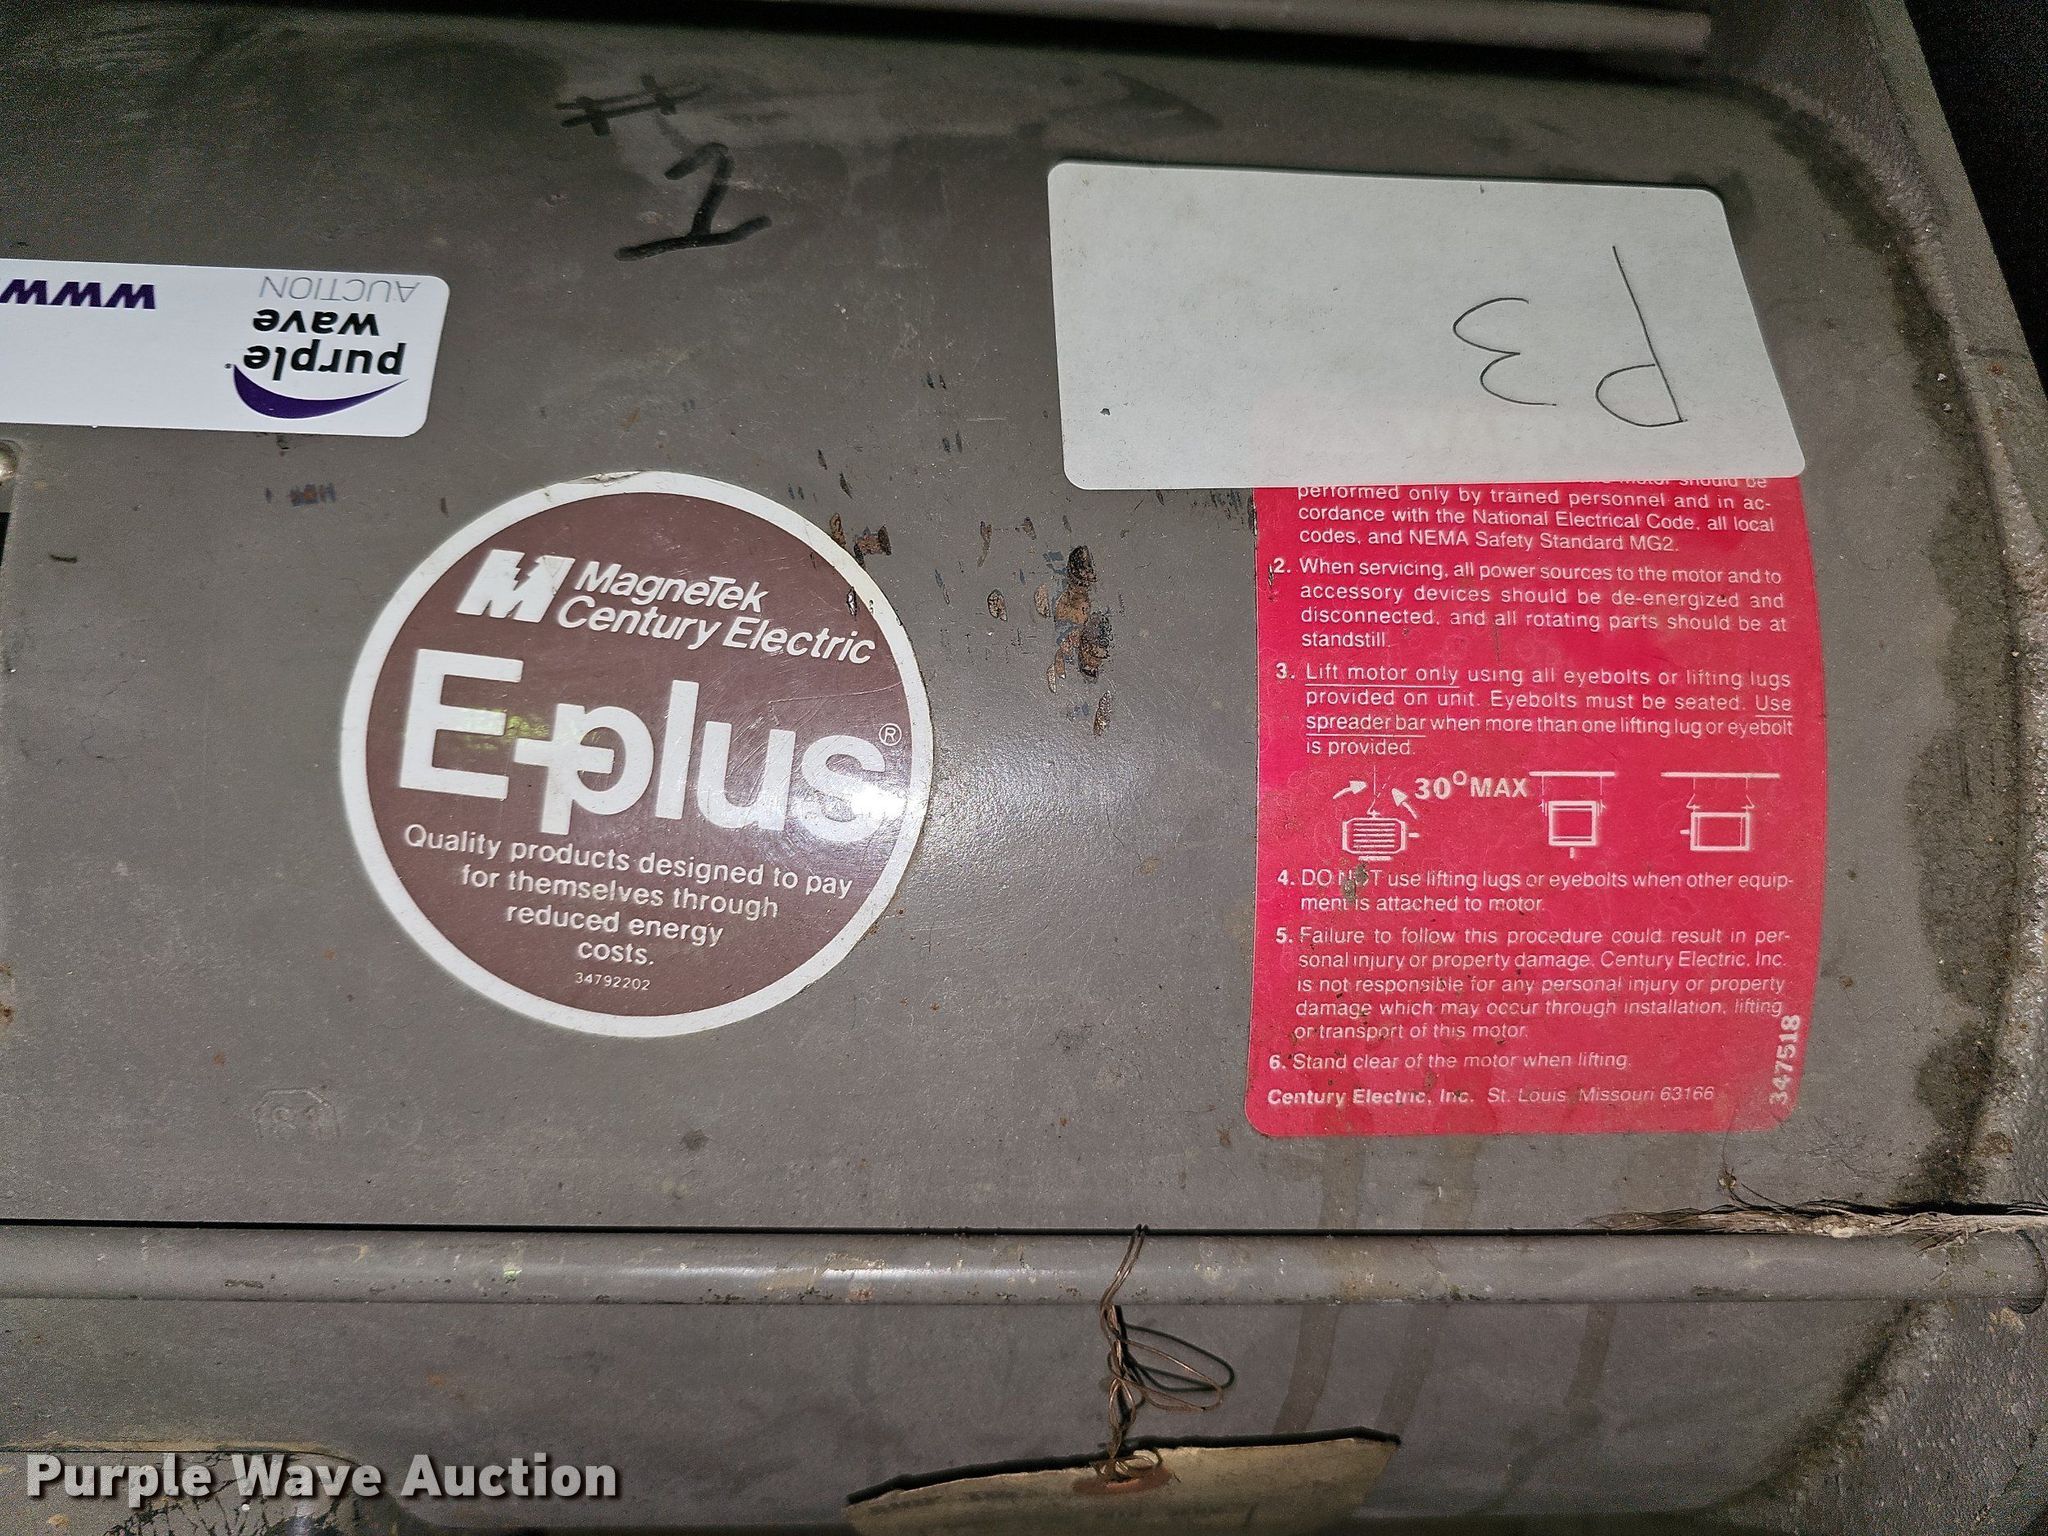 #
1
www
purple
wave
AUCTION
P3
MagneTek
Century Electric
E-plus®
Quality products designed to pay
for themselves through
reduced energy
costs.
34792202
motor should be
performed only by trained personnel and in ac-
cordance with the National Electrical Code, all local
codes, and NEMA Safety Standard MG2.
2. When servicing, all power sources to the motor and to
accessory devices should be de-energized and
disconnected, and all rotating parts should be at
standstill.
3. Lift motor only using all eyebolts or lifting lugs
provided on unit. Eyebolts must be seated. Use
spreader bar when more than one lifting lug or eyebolt
is provided.
30°MAX
4. DO NOT use lifting lugs or eyebolts when other equip-
ment is attached to motor.
5. Failure to follow this procedure could result in per-
sonal injury or property damage. Century Electric, Inc.
is not responsible for any personal injury or property
damage which may occur through installation, lifting
or transport of this motor.
6. Stand clear of the motor when lifting.
Century Electric, Inc. St. Louis, Missouri 63166
347518
Purple Wave Auction